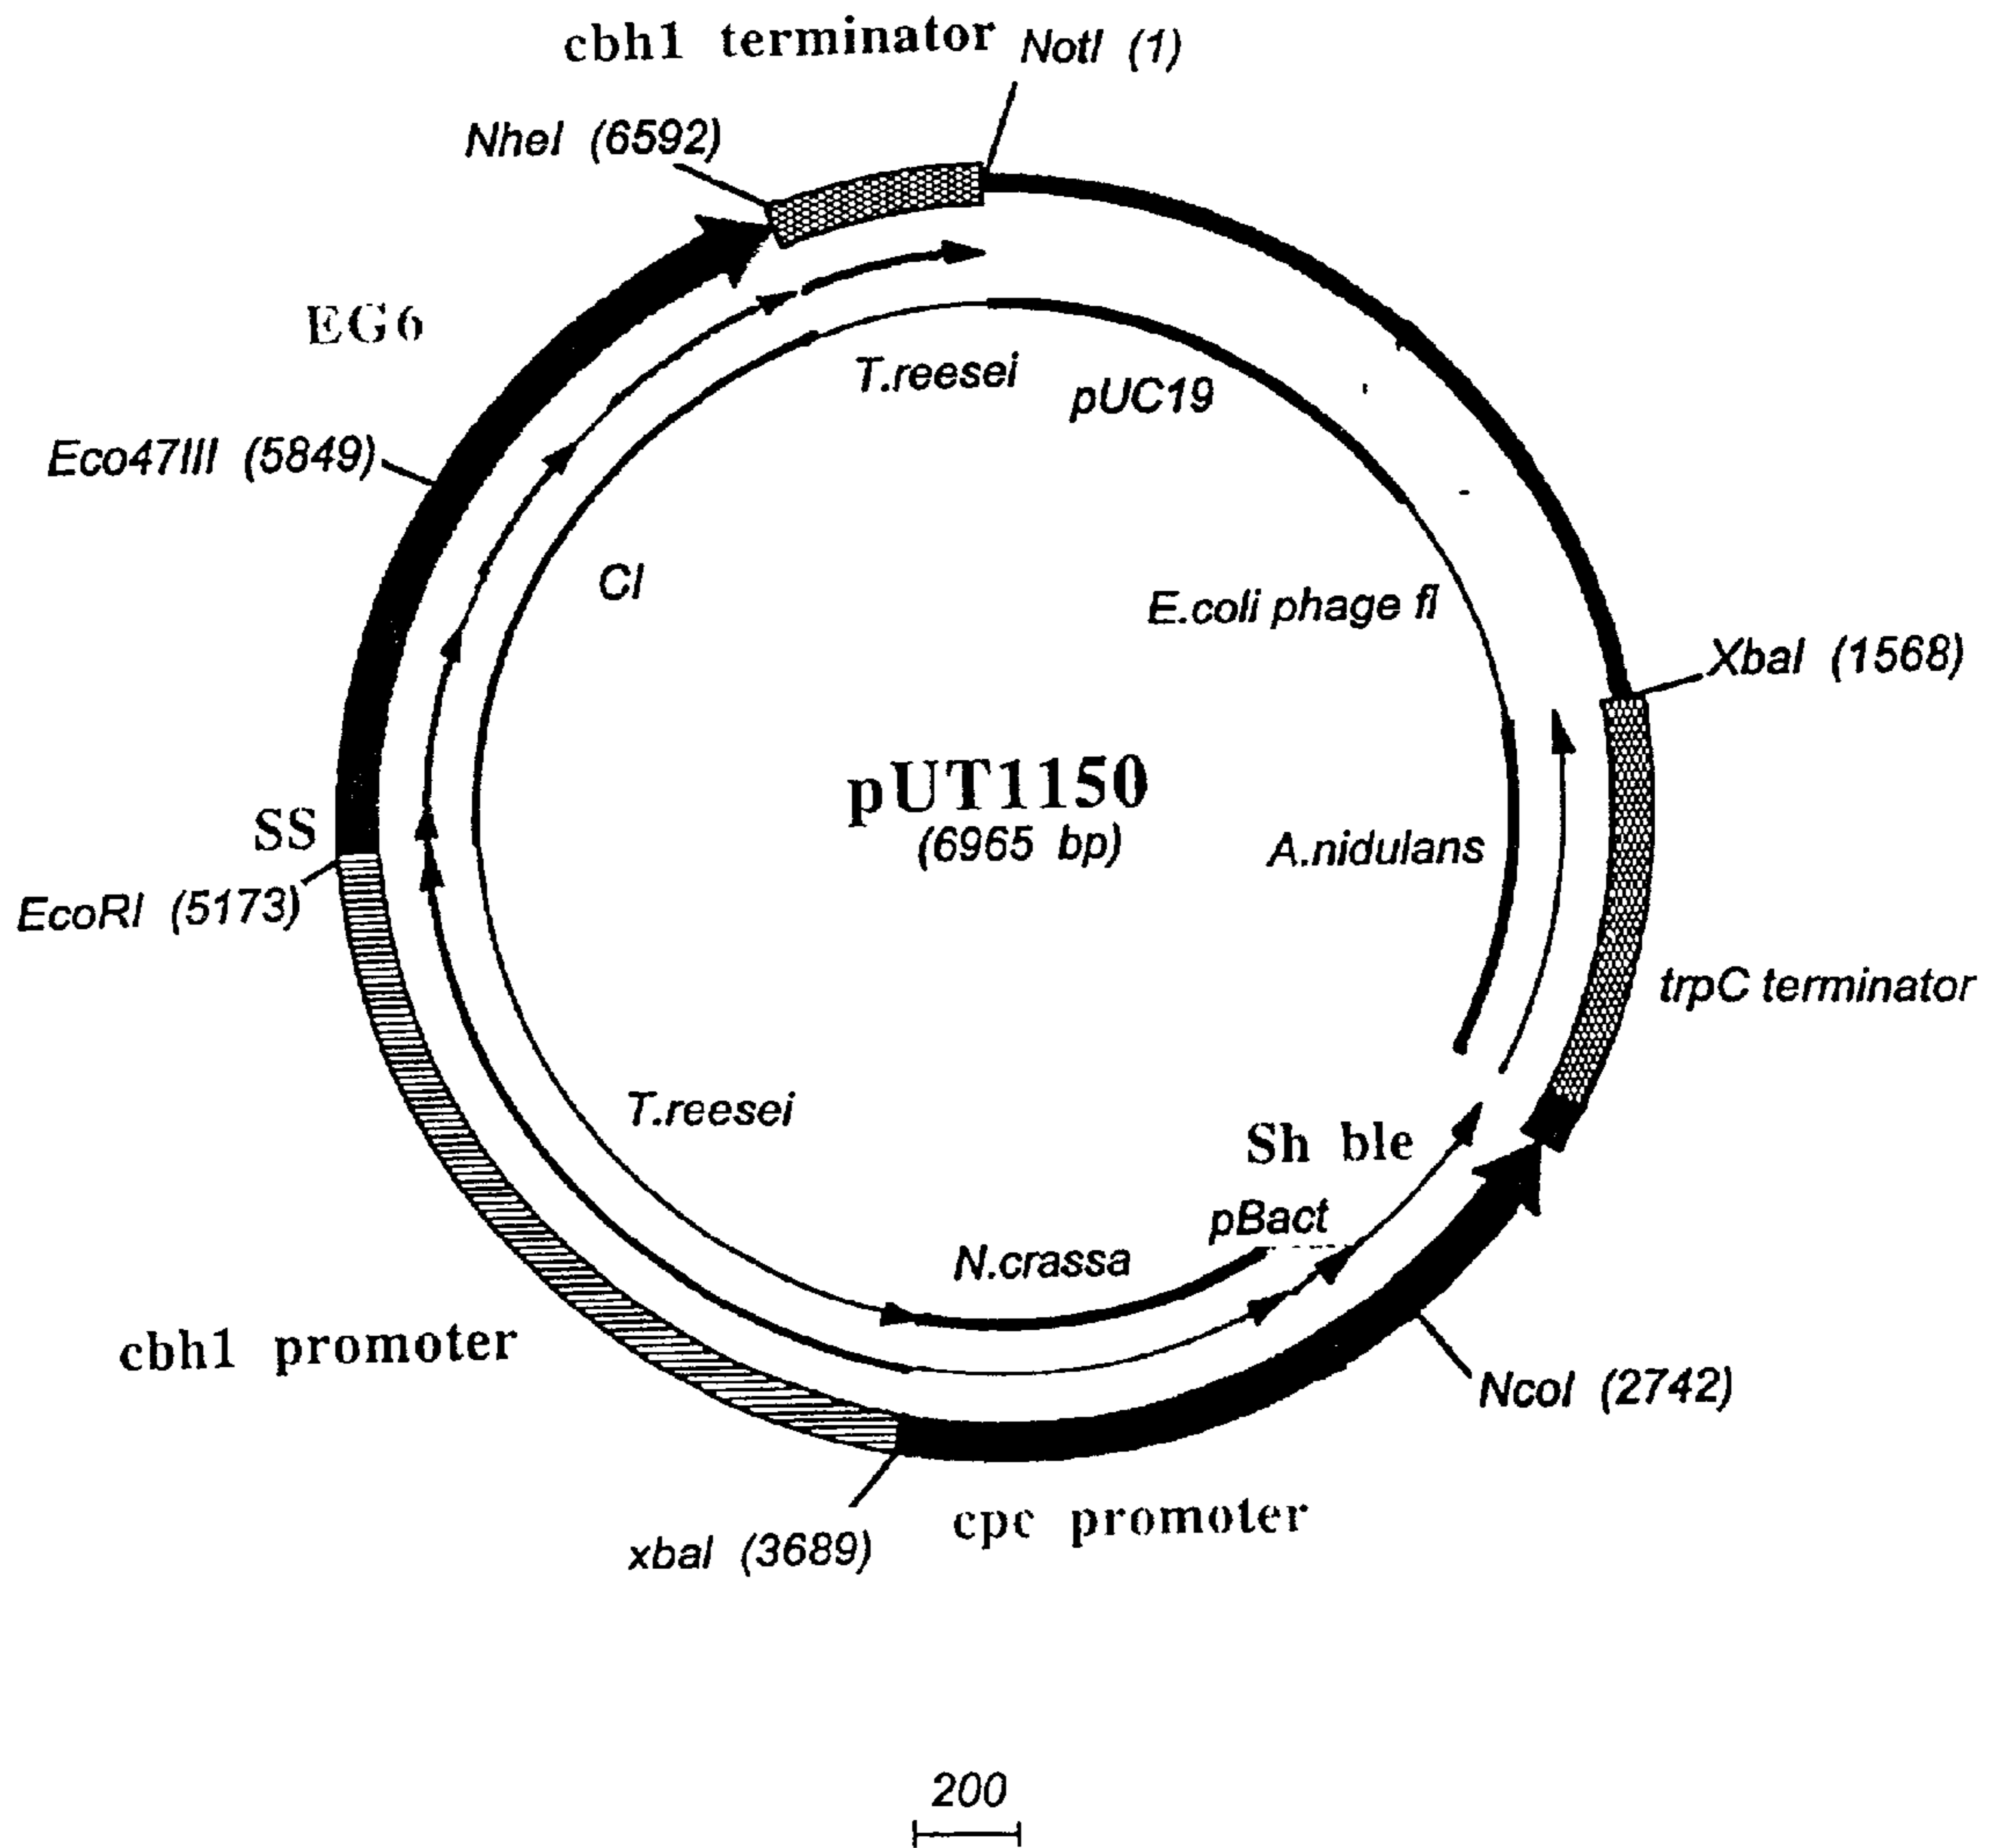 cbh1 terminator NotI (1)
NheI (6592)
EG6
T.reesei
pUC19
Eco47III (5849)
CI
E.coli phage fI
XbaI (1568)
pUT1150
(6965 bp)
SS
A.nidulans
EcoRI (5173)
trpC terminator
T.reesei
Sh ble
pBact
N.crassa
cbh1 promoter
NcoI (2742)
cpc promoter
xbaI (3689)
200